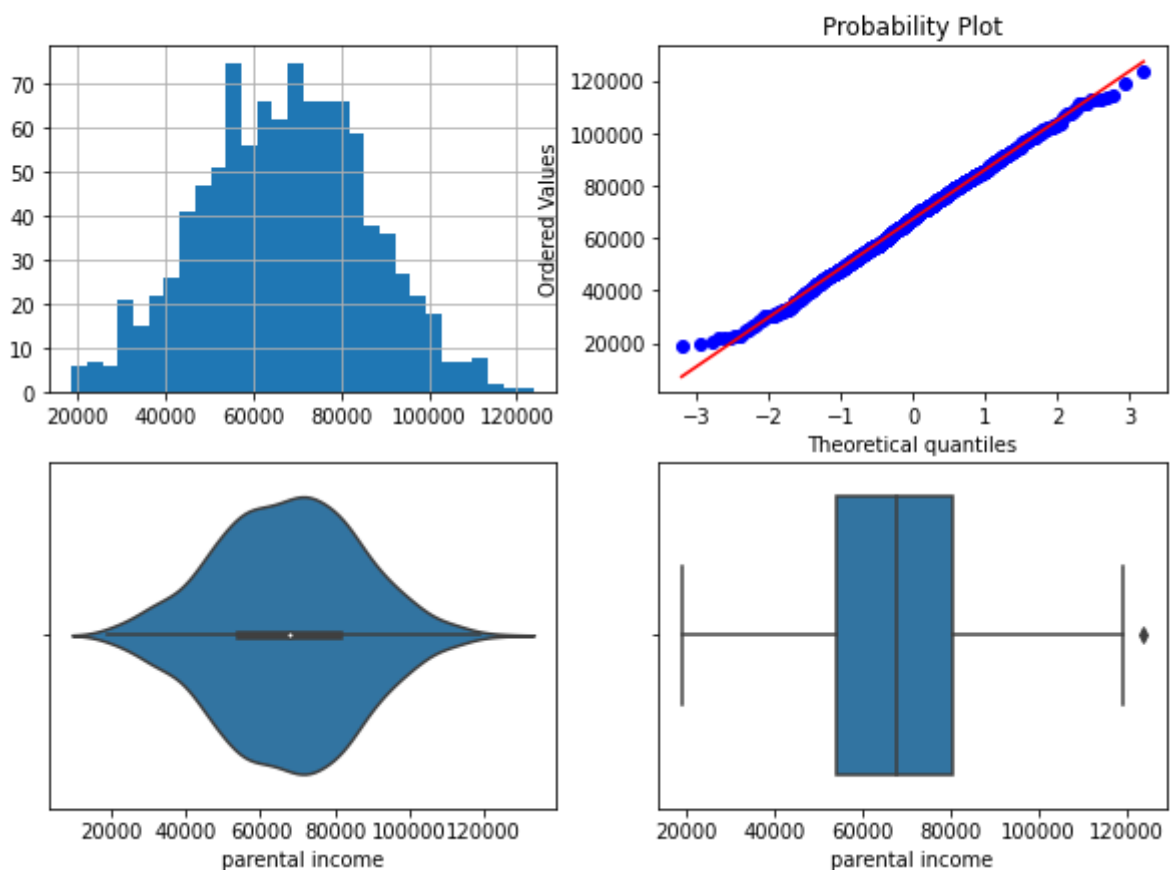 70
60
50
40
30
20
10
0
20000 40000 60000 80000 100000 120000
Probability Plot
Ordered Values
120000
100000
80000
60000
40000
20000
−3 −2 −1 0 1 2 3
Theoretical quantiles
20000 40000 60000 80000 100000 120000
parental income
20000 40000 60000 80000 100000 120000
parental income